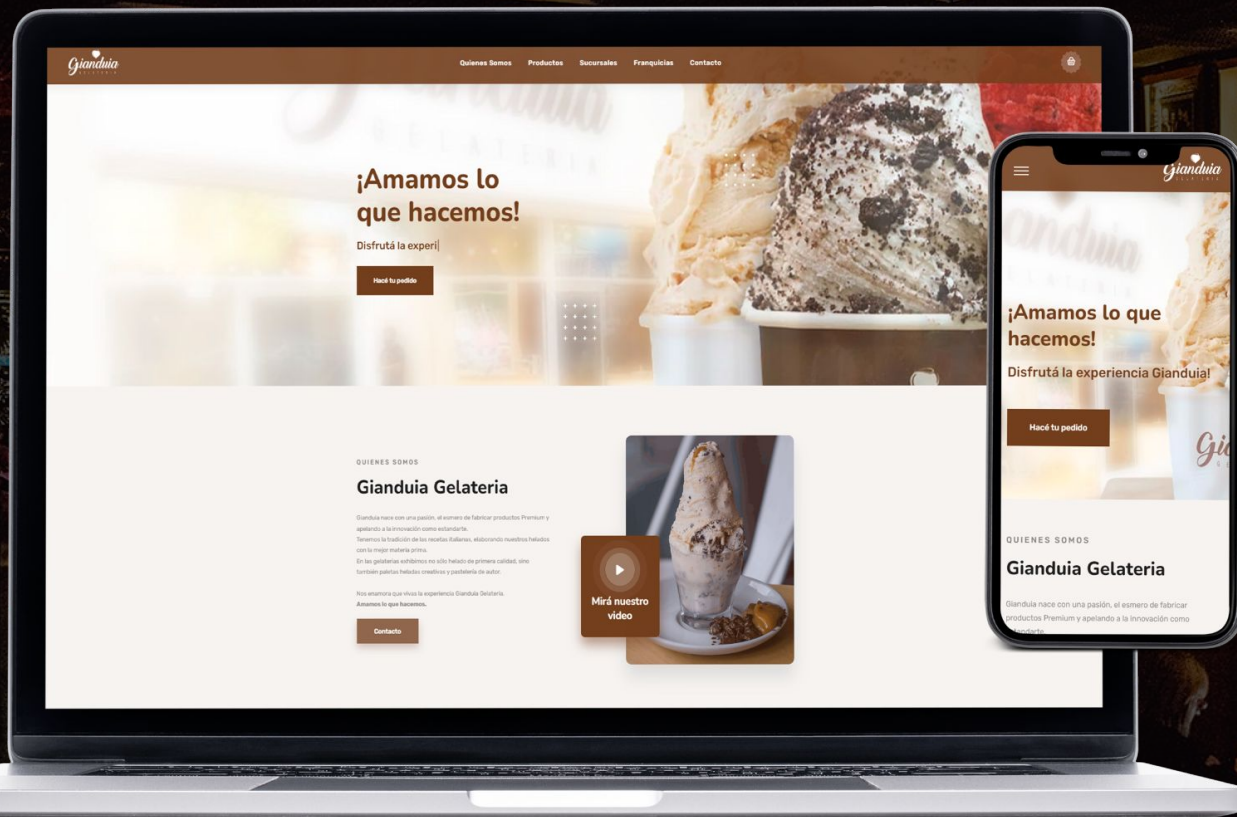 Gianduia
GELATERIA
Quienes Somos Productos Sucursales Franquicias Contacto
Gianduia
GELATERIA
¡Amamos lo
que hacemos!
Disfrutá la experi
Hacé tu pedido
QUIENES SOMOS
Gianduia Gelateria
Gianduia nace con una pasión, el esmero de fabricar productos Premium y
apelando a la innovación como estandarte.
Tenemos la tradición de las recetas italianas, elaborando nuestros helados
con la mejor materia prima.
En las gelaterias exhibimos no sólo helado de primera calidad, sino
también paletas heladas creativas y pastelería de autor.
Nos enamora que vivas la experiencia Gianduia Gelateria.
Amamos lo que hacemos.
Contacto
Mirá nuestro
video
Gianduia
¡Amamos lo que
hacemos!
Disfrutá la experiencia Gianduia!
Hacé tu pedido
QUIENES SOMOS
Gianduia Gelateria
Gianduia nace con una pasión, el esmero de fabricar
productos Premium y apelando a la innovación como
estandarte.